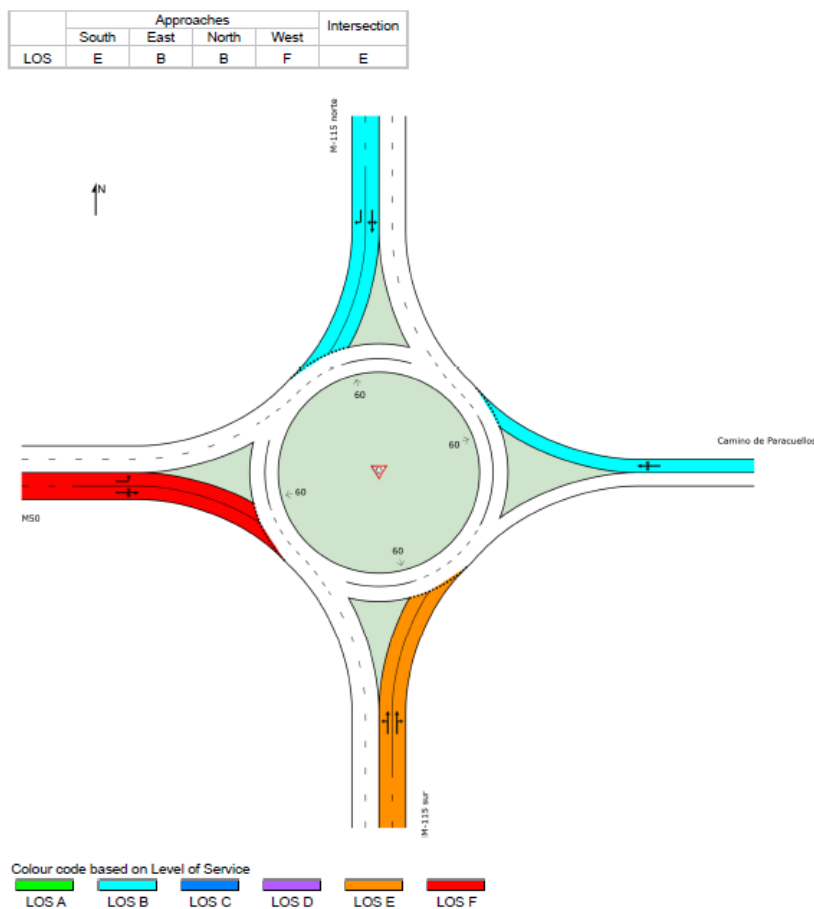 Approaches Intersection
South East North West
LOS E B B F E
M-115 norte
N
60
60
Camino de Paracuellos
60
M50
60
M-115 sur
Colour code based on Level of Service
LOS A LOS B LOS C LOS D LOS E LOS F